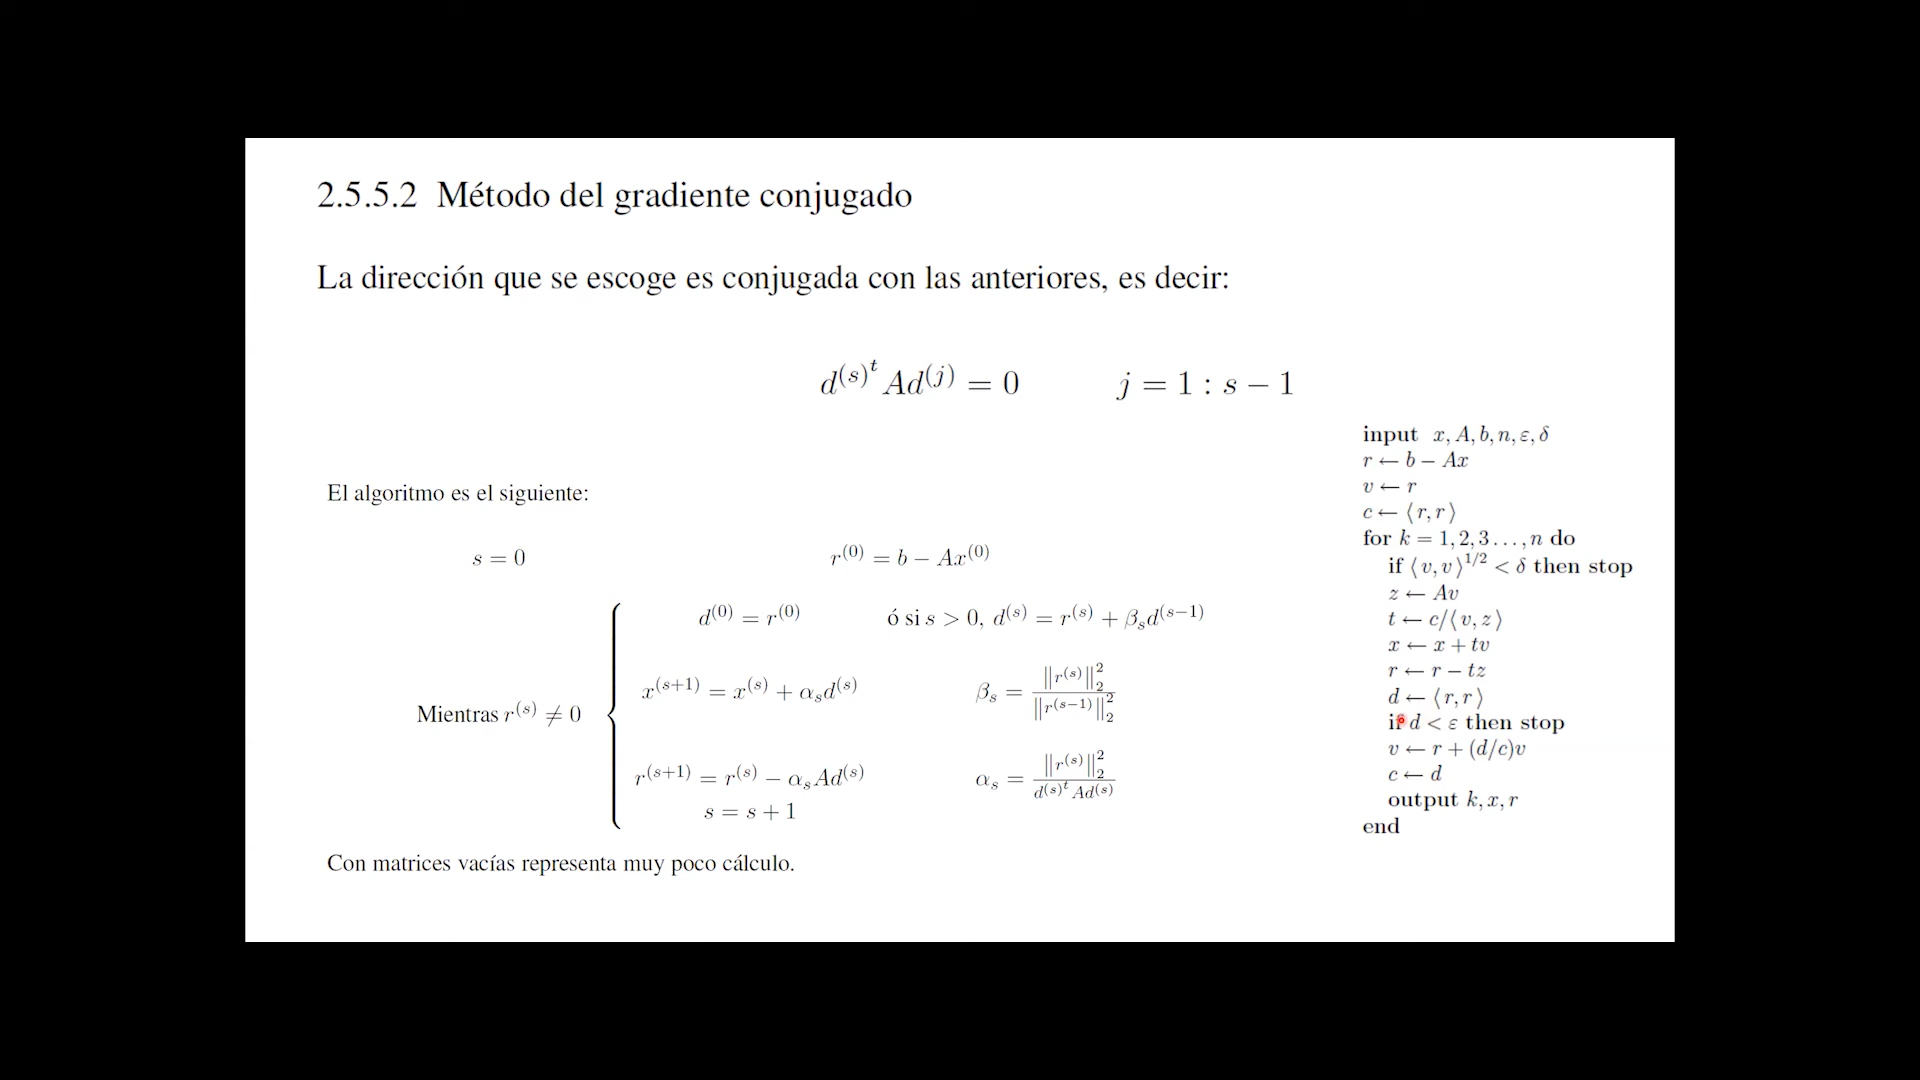 2.5.5.2 Método del gradiente conjugado
La dirección que se escoge es conjugada con las anteriores, es decir:
d^{(s)^t} Ad^{(j)} = 0 j = 1 : s − 1
El algoritmo es el siguiente:
s = 0 r^{(0)} = b − Ax^{(0)}
Mientras r^{(s)} ≠ 0
d^{(0)} = r^{(0)} ó si s > 0, d^{(s)} = r^{(s)} + β_s d^{(s−1)}
x^{(s+1)} = x^{(s)} + α_s d^{(s)} β_s = ‖r^{(s)}‖_2^2 / ‖r^{(s−1)}‖_2^2
r^{(s+1)} = r^{(s)} − α_s Ad^{(s)} α_s = ‖r^{(s)}‖_2^2 / d^{(s)^t} Ad^{(s)}
s = s + 1
Con matrices vacías representa muy poco cálculo.
input x, A, b, n, ε, δ
r ← b − Ax
v ← r
c ← ⟨r, r⟩
for k = 1, 2, 3 . . . , n do
if ⟨v, v⟩^{1/2} < δ then stop
z ← Av
t ← c/⟨v, z⟩
x ← x + tv
r ← r − tz
d ← ⟨r, r⟩
if d < ε then stop
v ← r + (d/c)v
c ← d
output k, x, r
end